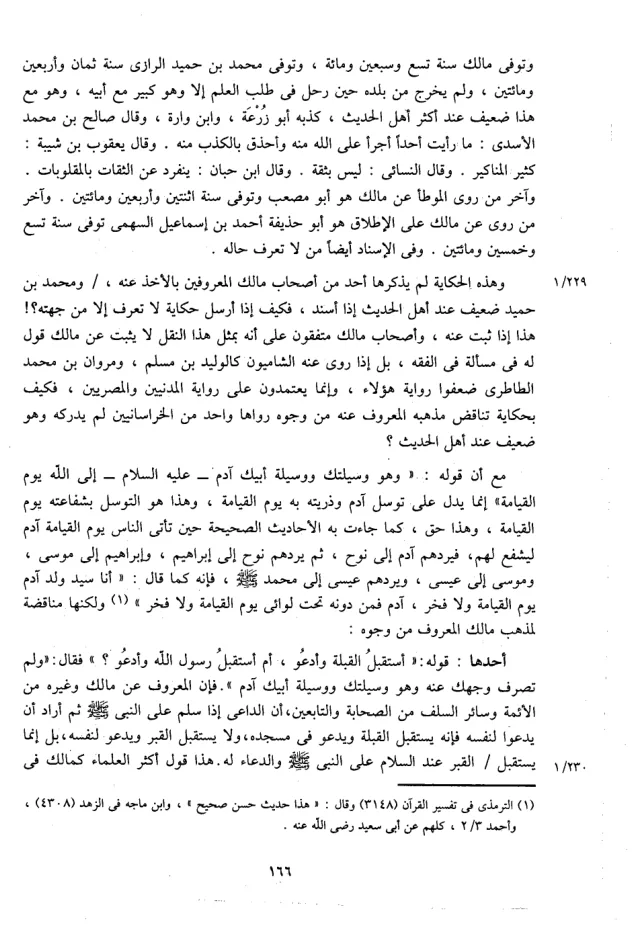 وتوفى مالك سنة تسع وسبعين ومائة ، وتوفى محمد بن حميد الرازى سنة ثمان وأربعين
ومائتين ، ولم يخرج من بلده حين رحل فى طلب العلم إلا وهو كبير مع أبيه ، وهو مع
هذا ضعيف عند أكثر أهل الحديث ، كذبه أبو زُرْعَة ، وابن وارة ، وقال صالح بن محمد
الأسدى : ما رأيت أحداً أجرأ على الله منه وأحذق بالكذب منه . وقال يعقوب بن شيبة :
كثير المناكير . وقال النسائى : ليس بثقة . وقال ابن حبان : ينفرد عن الثقات بالمقلوبات .
وآخر من روى الموطأ عن مالك هو أبو مصعب وتوفى سنة اثنتين وأربعين ومائتين . وآخر
من روى عن مالك على الإطلاق هو أبو حذيفة أحمد بن إسماعيل السهمى توفى سنة تسع
وخمسين ومائتين . وفى الإسناد أيضاً من لا تعرف حاله .
١/٢٢٩ وهذه الحكاية لم يذكرها أحد من أصحاب مالك المعروفين بالأخذ عنه ، / ومحمد بن
حميد ضعيف عند أهل الحديث إذا أسند ، فكيف إذا أرسل حكاية لا تعرف إلا من جهته؟!
هذا إذا ثبت عنه ، وأصحاب مالك متفقون على أنه بمثل هذا النقل لا يثبت عن مالك قول
له فى مسألة فى الفقه ، بل إذا روى عنه الشاميون كالوليد بن مسلم ، ومروان بن محمد
الطاطرى ضعفوا رواية هؤلاء ، وإنما يعتمدون على رواية المدنيين والمصريين ، فكيف
بحكاية تناقض مذهبه المعروف عنه من وجوه رواها واحد من الخراسانيين لم يدركه وهو
ضعيف عند أهل الحديث ؟
مع أن قوله : « وهو وسيلتك ووسيلة أبيك آدم ــ عليه السلام ــ إلى اللّه يوم
القيامة» إنما يدل على توسل آدم وذريته به يوم القيامة ، وهذا هو التوسل بشفاعته يوم
القيامة ، وهذا حق ، كما جاءت به الأحاديث الصحيحة حين تأتى الناس يوم القيامة آدم
ليشفع لهم، فيردهم آدم إلى نوح ، ثم يردهم نوح إلى إبراهيم ، وإبراهيم إلى موسى ،
وموسى إلى عيسى ، ويردهم عيسى إلى محمد ﷺ ، فإنه كما قال : « أنا سيد ولد آدم
يوم القيامة ولا فخر ، آدم فمن دونه تحت لوائى يوم القيامة ولا فخر » (١) ولكنها مناقضة
لمذهب مالك المعروف من وجوه :
أحدها : قوله:« أستقبلُ القبلة وأدعُو ، أم أستقبلُ رسول اللّه وأدعُو ؟ » فقال:«ولم
تصرف وجهك عنه وهو وسيلتك ووسيلة أبيك آدم ».فإن المعروف عن مالك وغيره من
الأئمة وسائر السلف من الصحابة والتابعين،أن الداعى إذا سلم على النبى ﷺ ثم أراد أن
يدعوا لنفسه فإنه يستقبل القبلة ويدعو فى مسجده،ولا يستقبل القبر ويدعو لنفسه،بل إنما
١/٢٣٠ يستقبل / القبر عند السلام على النبى ﷺ والدعاء له.هذا قول أكثر العلماء كمالك فى
(١) الترمذى فى تفسير القرآن (٣١٤٨) وقال : « هذا حديث حسن صحيح » ، وابن ماجه فى الزهد (٤٣٠٨) ،
وأحمد ٢/٣ ، كلهم عن أبى سعيد رضى اللّه عنه .
١٦٦